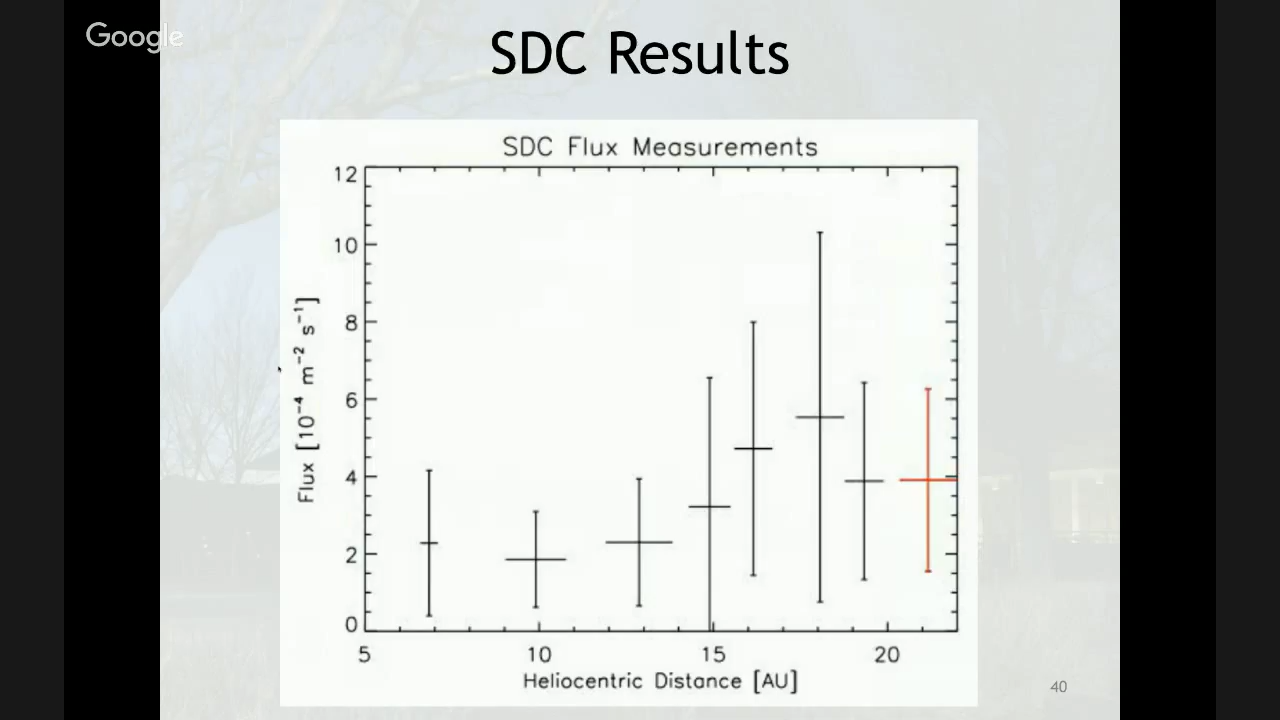 Google
SDC Results
SDC Flux Measurements
12
10
8
6
4
2
0
Flux [10⁻⁴ m⁻² s⁻¹]
5 10 15 20
Heliocentric Distance [AU]
40